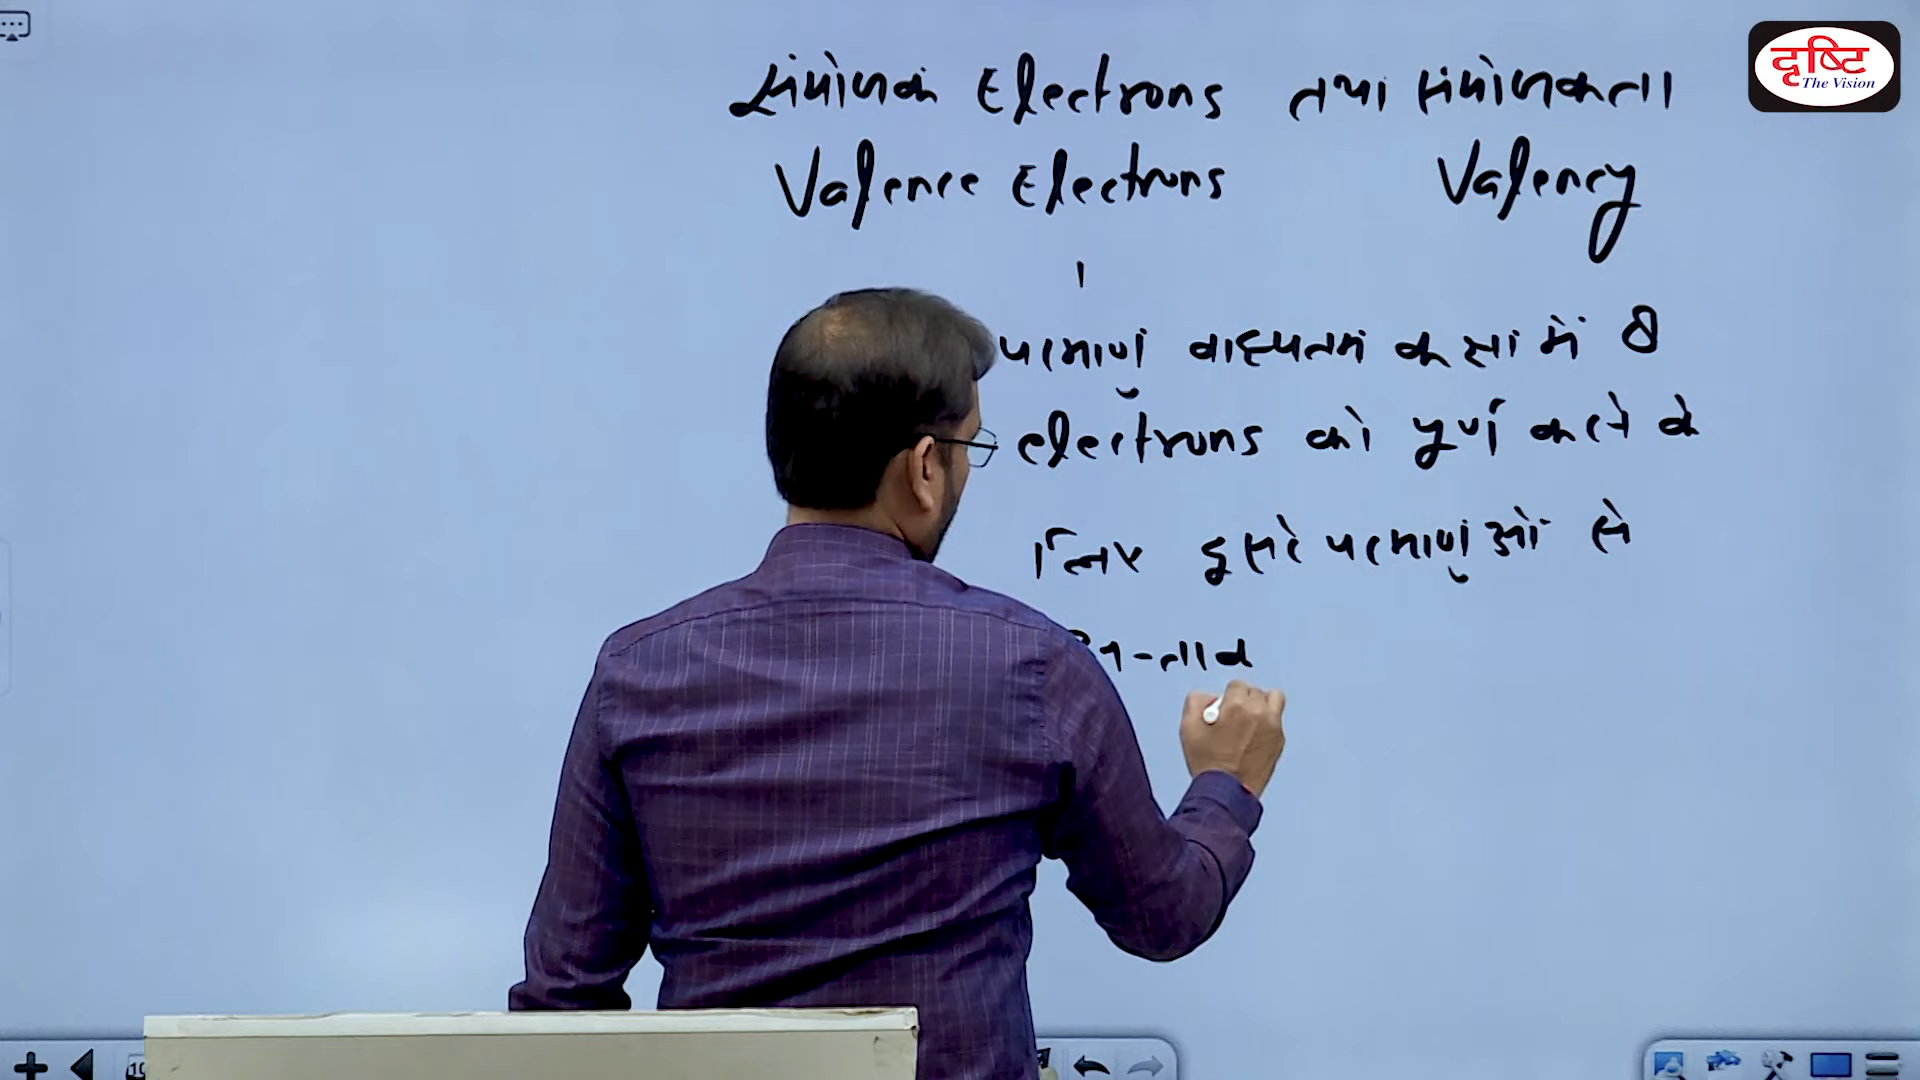 संयोजक Electrons तथा संयोजकता
Valence Electrons Valency
परमाणु बाह्यतम कक्षा में 8
electrons को पूर्ण करने के
लिए दूसरे परमाणुओं से
दृष्टि
The Vision